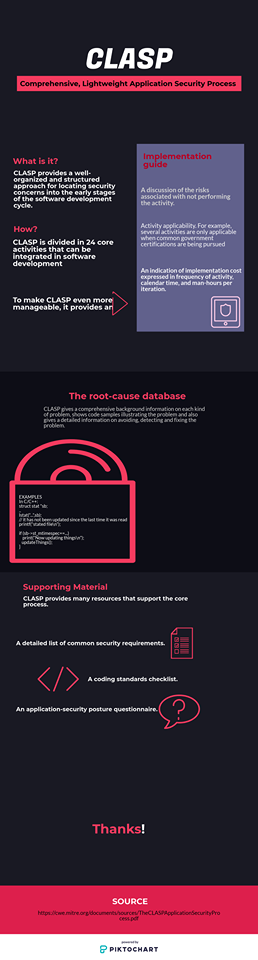 CLASP
Comprehensive, Lightweight Application Security Process
What is it?
CLASP provides a well-
organized and structured
approach for locating security
concerns into the early stages
of the software development
cycle.
How?
CLASP is divided in 24 core
activities that can be
integrated in software
development
To make CLASP even more
manageable, it provides an
Implementation
guide
A discussion of the risks
associated with not performing
the activity.
Activity applicability. For example,
several activities are only applicable
when common government
certifications are being pursued
An indication of implementation cost
expressed in frequency of activity,
calendar time, and man-hours per
iteration.
The root-cause database
CLASP gives a comprehensive background information on each kind
of problem, shows code samples illustrating the problem and also
gives a detailed information on avoiding, detecting and fixing the
problem.
EXAMPLES
In C/C++:
struct stat *sb;
..
lstat("...",sb);
// it has not been updated since the last time it was read
printf("stated file\n");
if (sb->st_mtimespec==...)
print("Now updating things\n");
updateThings();
}
Supporting Material
CLASP provides many resources that support the core
process.
A detailed list of common security requirements.
</> A coding standards checklist.
An application-security posture questionnaire. ?
Thanks!
SOURCE
https://cwe.mitre.org/documents/sources/TheCLASPApplicationSecurityPro
cess.pdf
powered by
PIKTOCHART